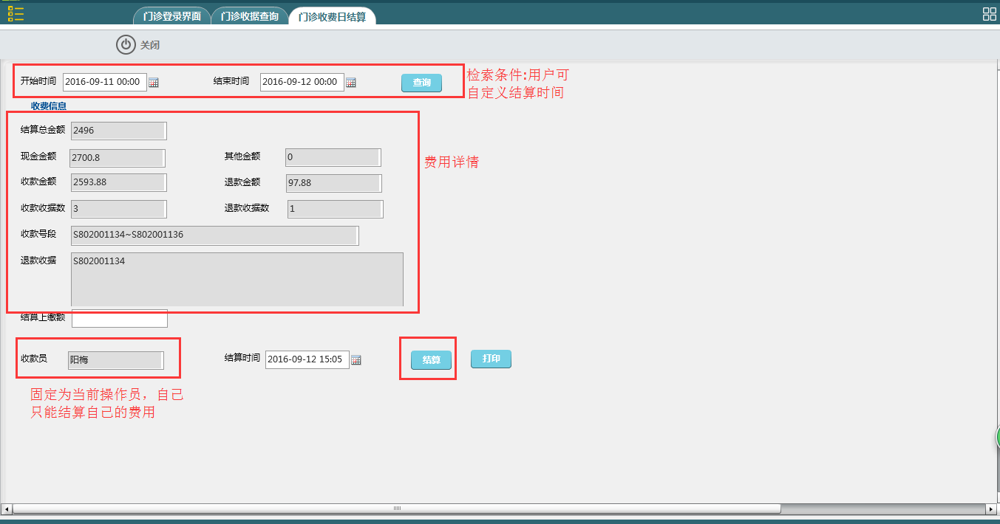 门诊登录界面 门诊收据查询 门诊收费日结算
关闭
开始时间 2016-09-11 00:00 结束时间 2016-09-12 00:00 查询
检索条件:用户可
自定义结算时间
收费信息
结算总金额 2496
现金金额 2700.8 其他金额 0
费用详情
收款金额 2593.88 退款金额 97.88
收款收据数 3 退款收据数 1
收款号段 S802001134~S802001136
退款收据 S802001134
结算上缴额
收款员 阳梅 结算时间 2016-09-12 15:05 结算 打印
固定为当前操作员，自己
只能结算自己的费用